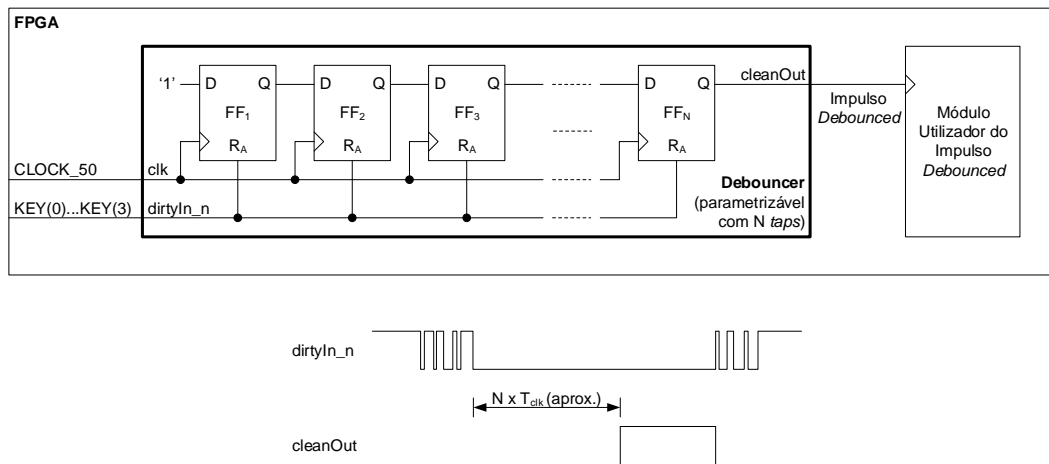 FPGA
cleanOut
‘1’
D Q
FF1
RA
D Q
FF2
RA
D Q
FF3
RA
D Q
FFN
RA
Impulso
Debounced
Módulo
Utilizador do
Impulso
Debounced
CLOCK_50
clk
KEY(0)...KEY(3)
dirtyIn_n
Debouncer
(parametrizável
com N taps)
dirtyIn_n
N x Tclk (aprox.)
cleanOut